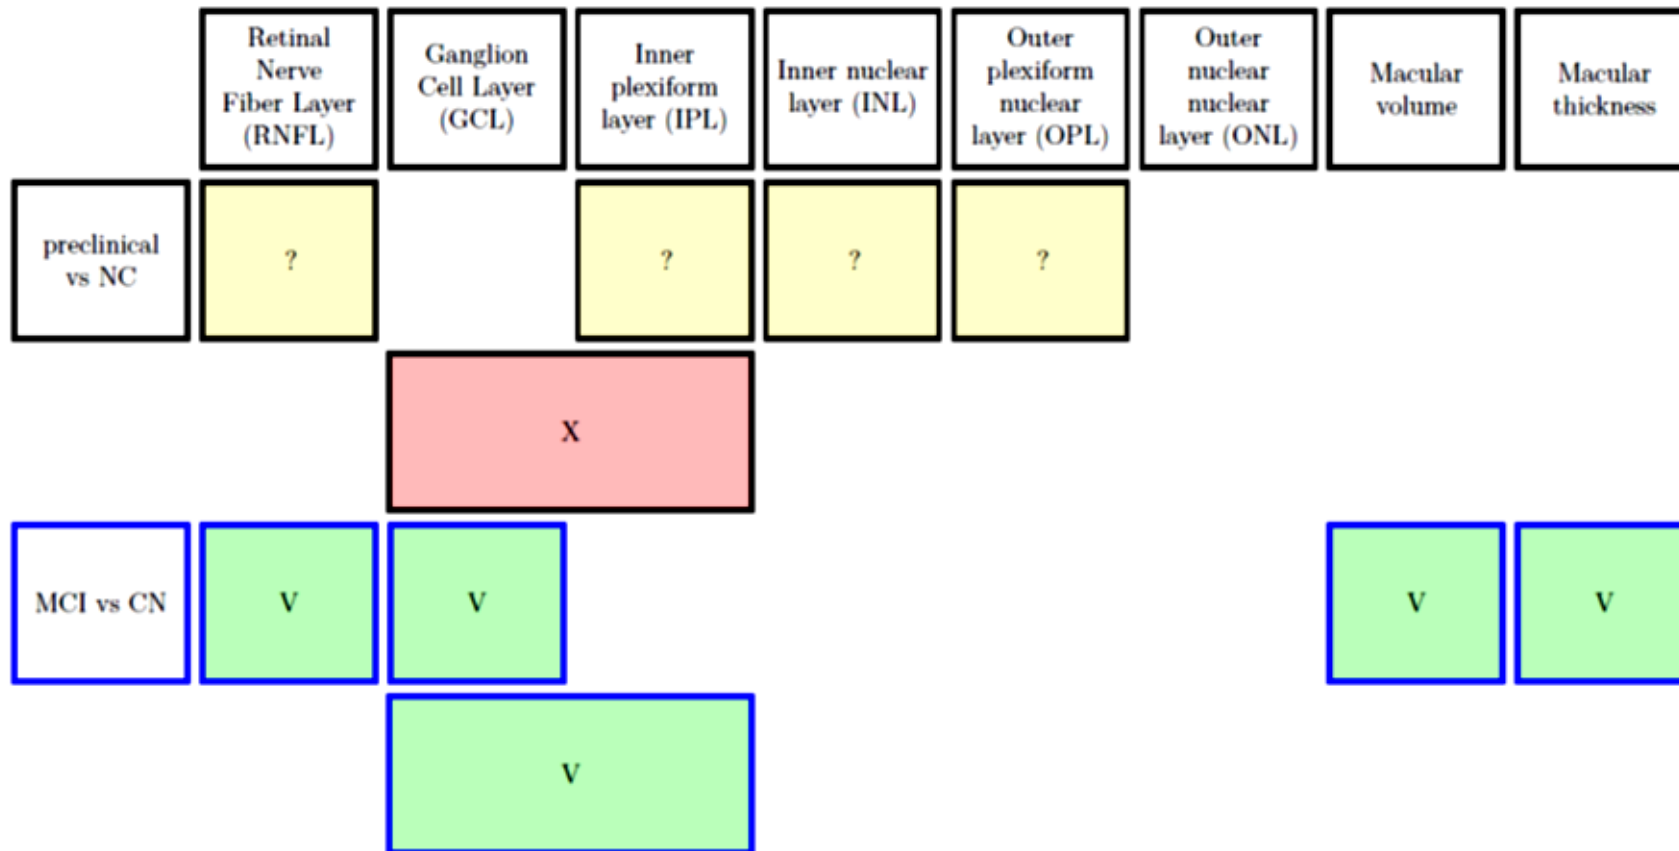 Retinal
Nerve
Fiber Layer
(RNFL)
Ganglion
Cell Layer
(GCL)
Inner
plexiform
layer (IPL)
Inner nuclear
layer (INL)
Outer
plexiform
nuclear
layer (OPL)
Outer
nuclear
nuclear
layer (ONL)
Macular
volume
Macular
thickness
preclinical
vs NC
?
?
?
?
X
MCI vs CN
V
V
V
V
V